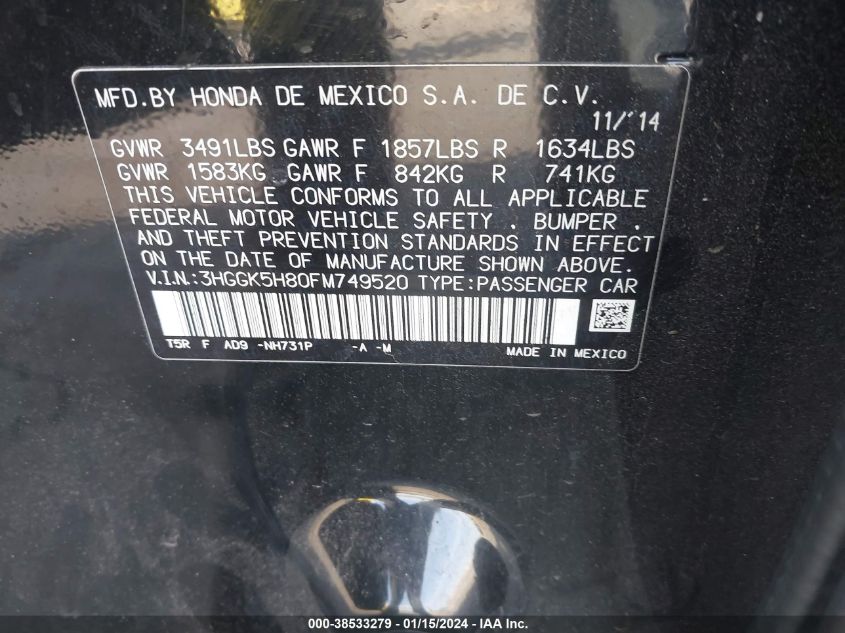 MFD.BY HONDA DE MEXICO S.A. DE C.V.
11/'14
GVWR 3491LBS GAWR F 1857LBS R 1634LBS
GVWR 1583KG GAWR F 842KG R 741KG
THIS VEHICLE CONFORMS TO ALL APPLICABLE
FEDERAL MOTOR VEHICLE SAFETY , BUMPER ,
AND THEFT PREVENTION STANDARDS IN EFFECT
ON THE DATE OF MANUFACTURE SHOWN ABOVE.
V.I.N.:3HGGK5H80FM749520 TYPE:PASSENGER CAR
T5R F AD9 -NH731P -A -M MADE IN MEXICO
000-38533279 - 01/15/2024 - IAA Inc.